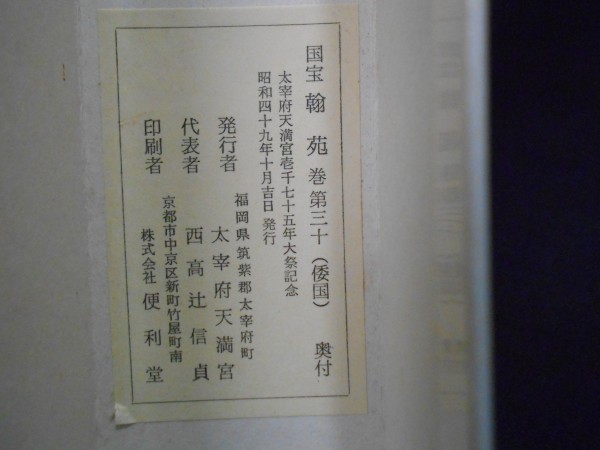 国宝 翰苑 巻第三十(倭国) 奥付
太宰府天満宮壱千七十五年大祭記念
昭和四十九年十月吉日 発行
福岡県筑紫郡太宰府町
発行者 太宰府天満宮
代表者 西高辻信貞
京都市中京区新町竹屋町南
印刷者 株式会社 便利堂